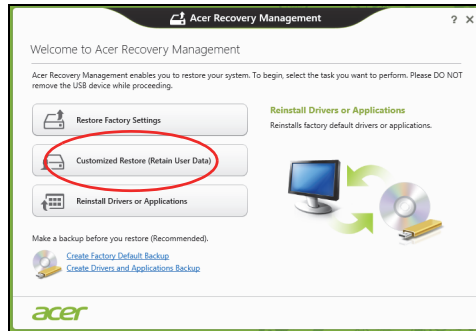 Acer Recovery Management
? ×
Welcome to Acer Recovery Management
Acer Recovery Management enables you to restore your system. To begin, select the task you want to perform. Please DO NOT
remove the USB device while proceeding.
Restore Factory Settings
Customized Restore (Retain User Data)
Reinstall Drivers or Applications
Reinstall Drivers or Applications
Reinstalls factory default drivers or applications.
Make a backup before you restore (Recommended).
Create Factory Default Backup
Create Drivers and Applications Backup
acer